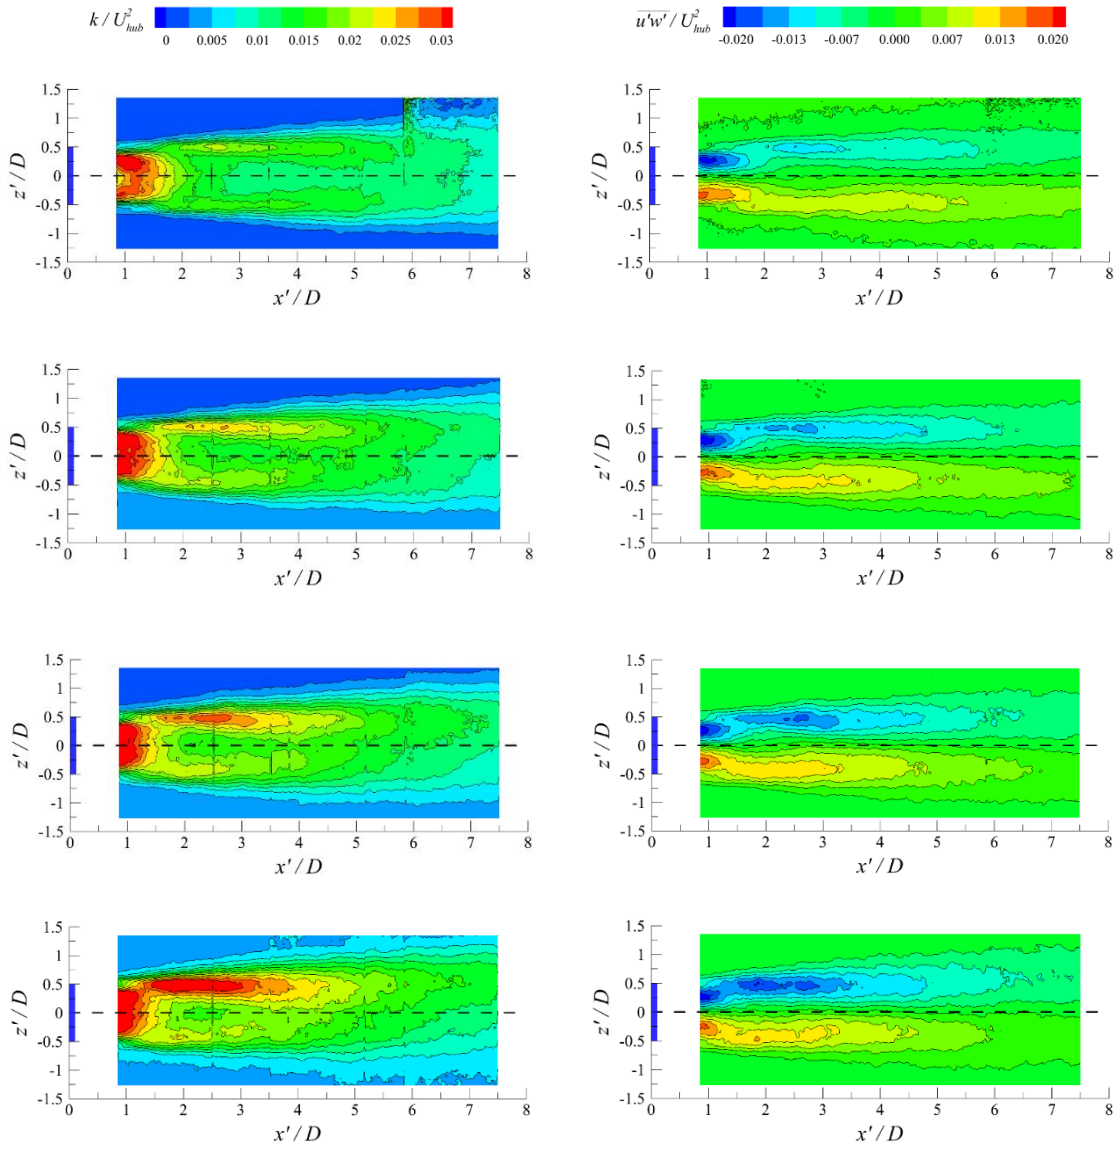 k / U²hub 0 0.005 0.01 0.015 0.02 0.025 0.03
u'w' / U²hub -0.020 -0.013 -0.007 0.000 0.007 0.013 0.020
1.5 1 0.5 0 -0.5 -1 -1.5
z' / D
0 1 2 3 4 5 6 7 8
x' / D
1.5 1 0.5 0 -0.5 -1 -1.5
z' / D
0 1 2 3 4 5 6 7 8
x' / D
1.5 1 0.5 0 -0.5 -1 -1.5
z' / D
0 1 2 3 4 5 6 7 8
x' / D
1.5 1 0.5 0 -0.5 -1 -1.5
z' / D
0 1 2 3 4 5 6 7 8
x' / D
1.5 1 0.5 0 -0.5 -1 -1.5
z' / D
0 1 2 3 4 5 6 7 8
x' / D
1.5 1 0.5 0 -0.5 -1 -1.5
z' / D
0 1 2 3 4 5 6 7 8
x' / D
1.5 1 0.5 0 -0.5 -1 -1.5
z' / D
0 1 2 3 4 5 6 7 8
x' / D
1.5 1 0.5 0 -0.5 -1 -1.5
z' / D
0 1 2 3 4 5 6 7 8
x' / D